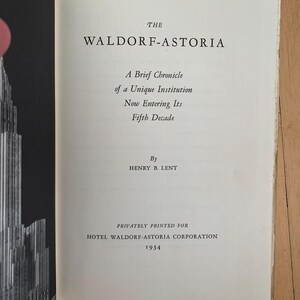 THE
WALDORF-ASTORIA
A Brief Chronicle
of a Unique Institution
Now Entering Its
Fifth Decade
By
HENRY B. LENT
PRIVATELY PRINTED FOR
HOTEL WALDORF-ASTORIA CORPORATION
1934